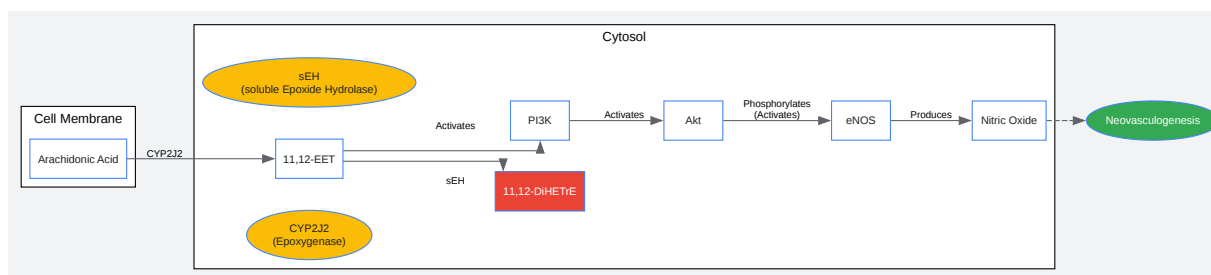 Cytosol
sEH
(soluble Epoxide Hydrolase)
Cell Membrane
Arachidonic Acid
CYP2J2
11,12-EET
Activates
sEH
PI3K
11,12-DiHETrE
Activates
Akt
Phosphorylates
(Activates)
eNOS
Produces
Nitric Oxide
Neovasculogenesis
CYP2J2
(Epoxygenase)